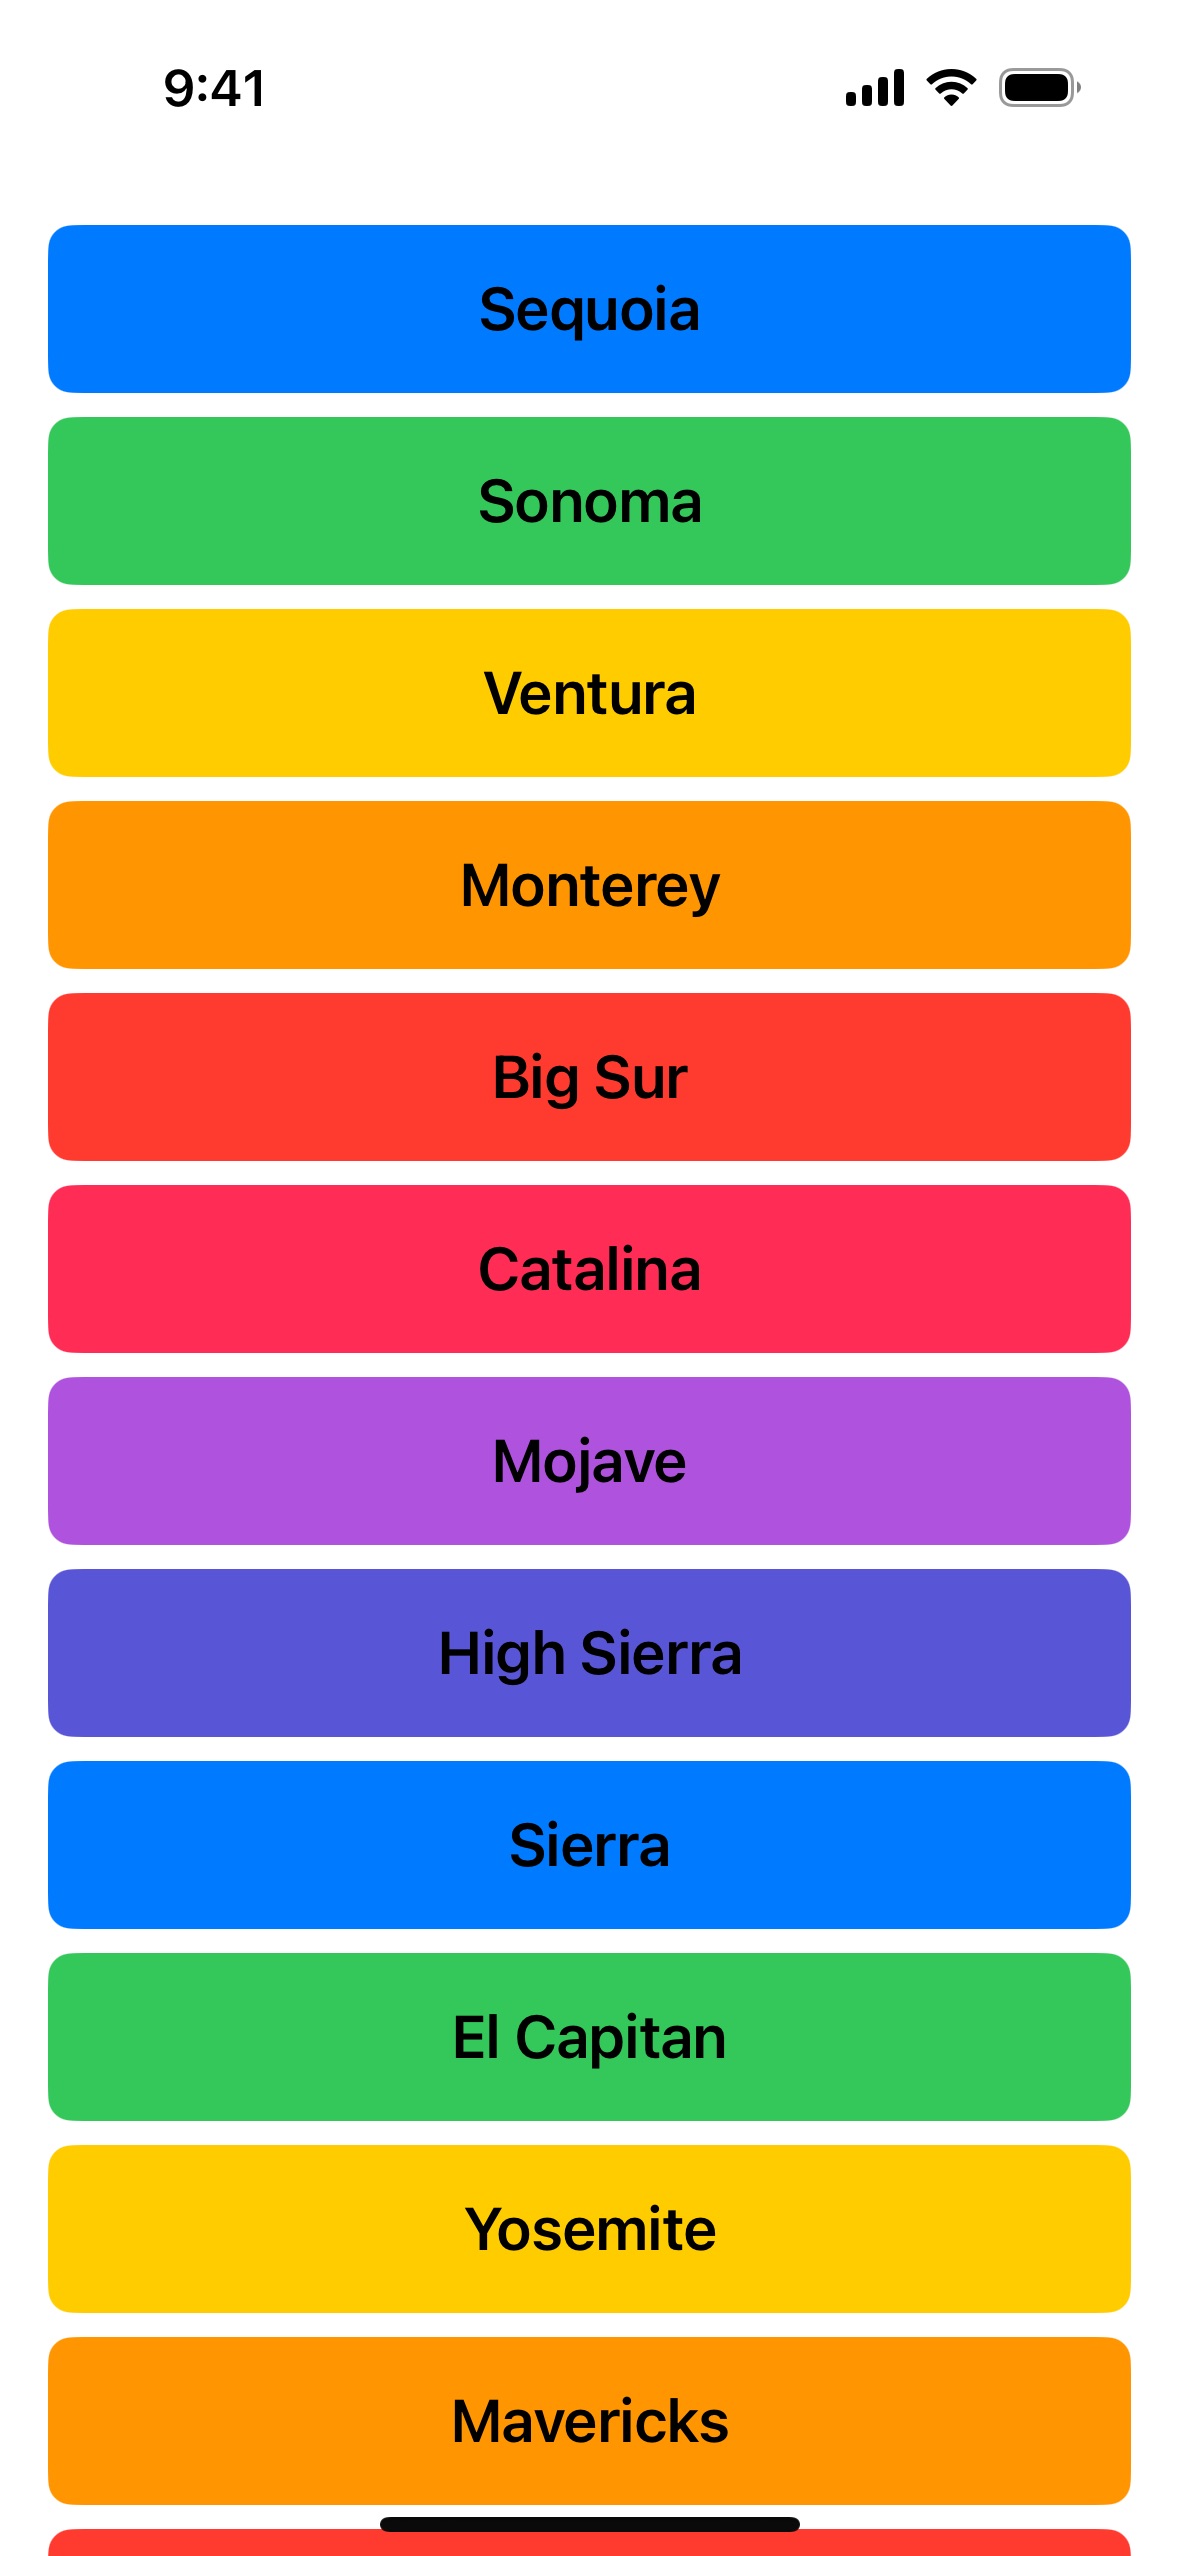 9:41
Sequoia
Sonoma
Ventura
Monterey
Big Sur
Catalina
Mojave
High Sierra
Sierra
El Capitan
Yosemite
Mavericks